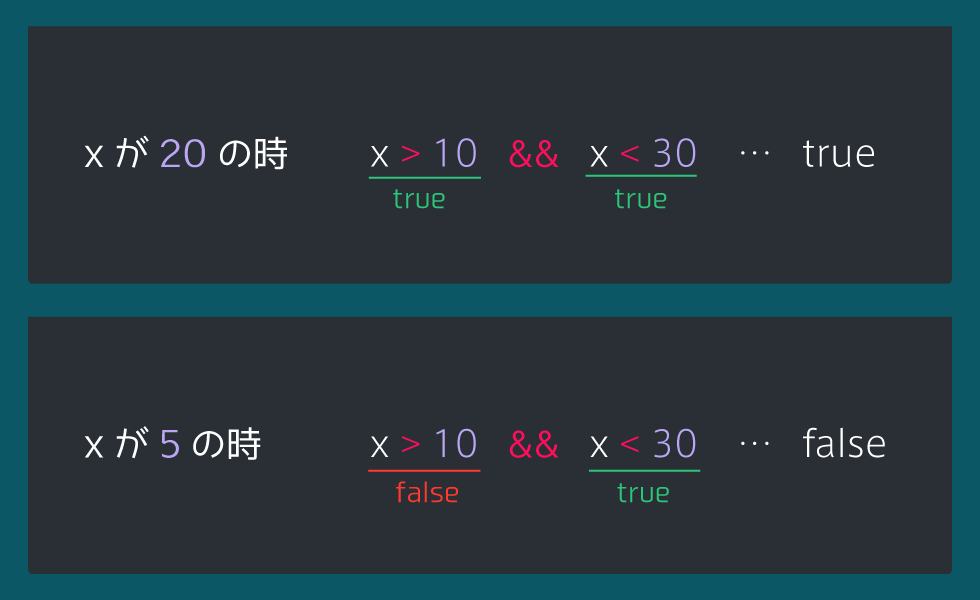 x が 20 の時 x > 10 && x < 30 … true
true true
x が 5 の時 x > 10 && x < 30 … false
false true